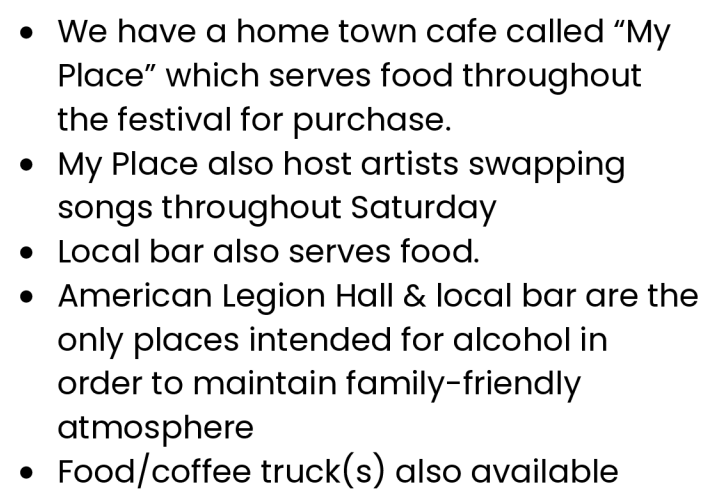 • We have a home town cafe called “My
Place” which serves food throughout
the festival for purchase.
• My Place also host artists swapping
songs throughout Saturday
• Local bar also serves food.
• American Legion Hall & local bar are the
only places intended for alcohol in
order to maintain family-friendly
atmosphere
• Food/coffee truck(s) also available